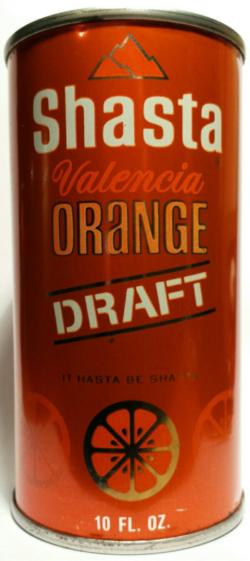 Shasta
Valencia
ORANGE
DRAFT
IT HASTA BE
10 FL. OZ.